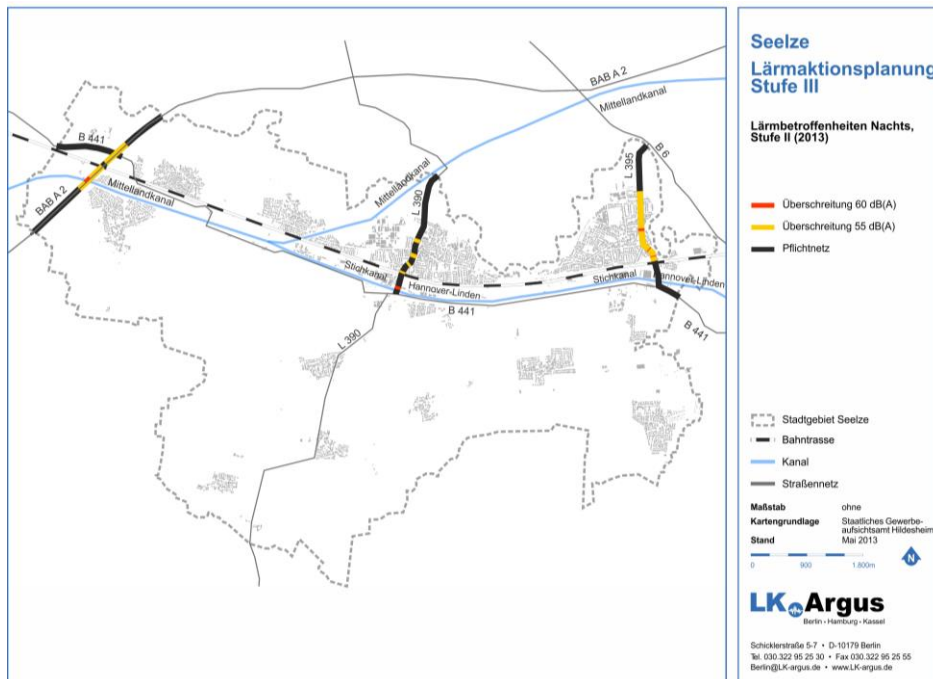 BAB A 2
Mittellandkanal
B 441
B 6
L 395
BAB A 2
Mittellandkanal
Mittellandkanal
L 390
Stichkanal
Hannover-Linden
Stichkanal
Hannover-Linden
B 441
B 441
L 390
Seelze
Lärmaktionsplanung
Stufe III
Lärmbetroffenheiten Nachts,
Stufe II (2013)
Überschreitung 60 dB(A)
Überschreitung 55 dB(A)
Pflichtnetz
Stadtgebiet Seelze
Bahntrasse
Kanal
Straßennetz
Maßstab ohne
Kartengrundlage Staatliches Gewerbe-
aufsichtsamt Hildesheim
Stand Mai 2013
0 900 1.800m
N
LK Argus
Berlin • Hamburg • Kassel
Schicklerstraße 5-7 • D-10179 Berlin
Tel. 030.322 95 25 30 • Fax 030.322 95 25 55
Berlin@LK-argus.de • www.LK-argus.de